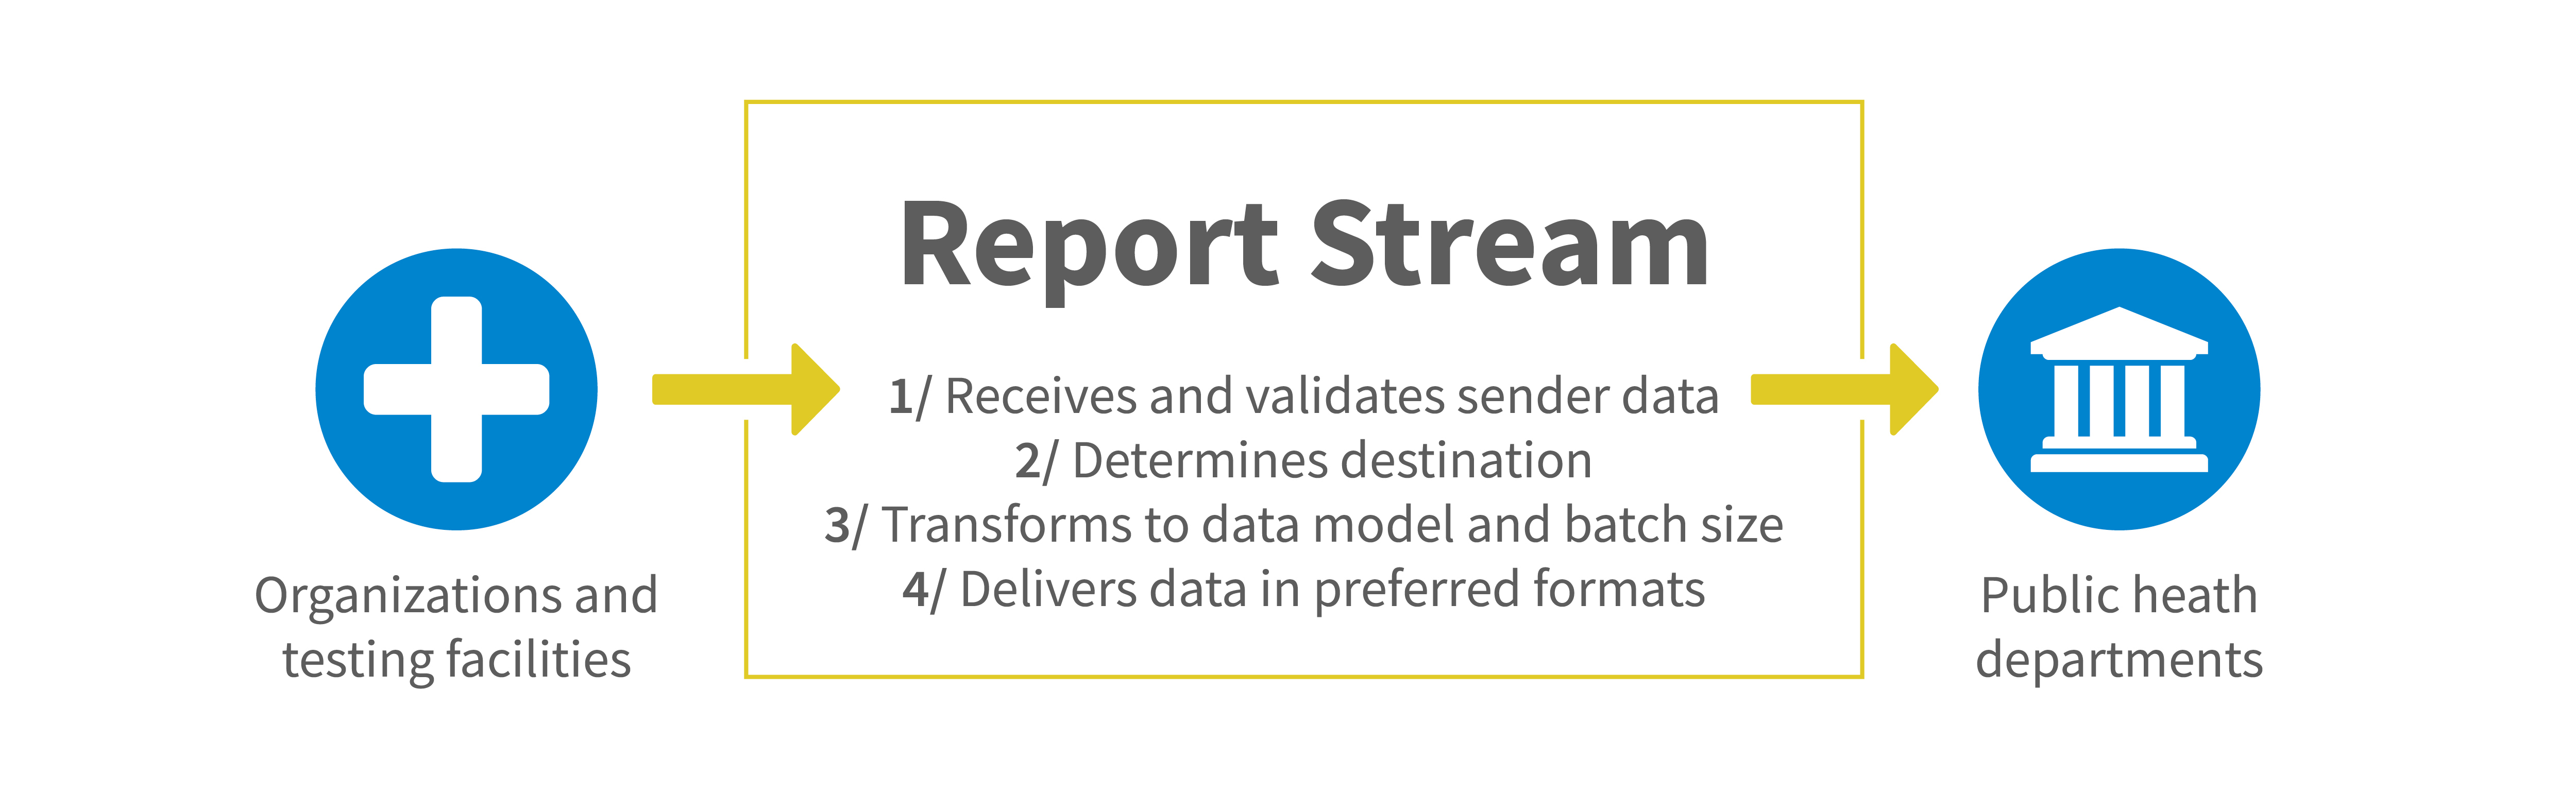 Organizations and
testing facilities
Report Stream
1/ Receives and validates sender data
2/ Determines destination
3/ Transforms to data model and batch size
4/ Delivers data in preferred formats
Public heath
departments